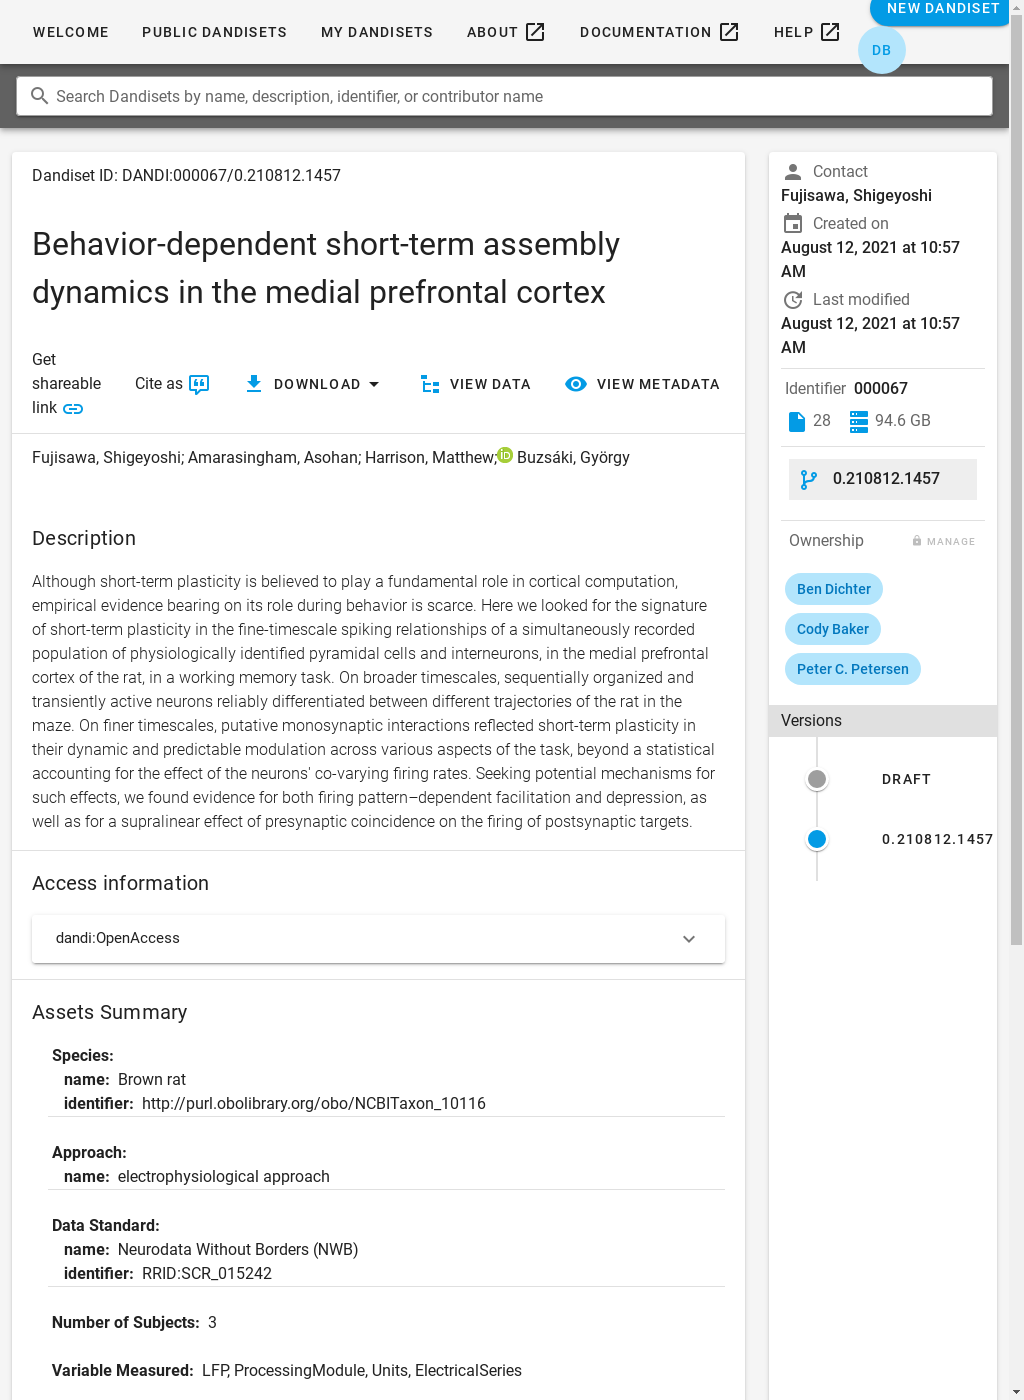 WELCOME PUBLIC DANDISETS MY DANDISETS ABOUT DOCUMENTATION HELP NEW DANDISET
DB
Search Dandisets by name, description, identifier, or contributor name
Dandiset ID: DANDI:000067/0.210812.1457
Behavior-dependent short-term assembly
dynamics in the medial prefrontal cortex
Get
shareable
link
Cite as
DOWNLOAD
VIEW DATA
VIEW METADATA
Fujisawa, Shigeyoshi; Amarasingham, Asohan; Harrison, Matthew; Buzsáki, György
Description
Although short-term plasticity is believed to play a fundamental role in cortical computation,
empirical evidence bearing on its role during behavior is scarce. Here we looked for the signature
of short-term plasticity in the fine-timescale spiking relationships of a simultaneously recorded
population of physiologically identified pyramidal cells and interneurons, in the medial prefrontal
cortex of the rat, in a working memory task. On broader timescales, sequentially organized and
transiently active neurons reliably differentiated between different trajectories of the rat in the
maze. On finer timescales, putative monosynaptic interactions reflected short-term plasticity in
their dynamic and predictable modulation across various aspects of the task, beyond a statistical
accounting for the effect of the neurons' co-varying firing rates. Seeking potential mechanisms for
such effects, we found evidence for both firing pattern–dependent facilitation and depression, as
well as for a supralinear effect of presynaptic coincidence on the firing of postsynaptic targets.
Access information
dandi:OpenAccess
Assets Summary
Species:
name: Brown rat
identifier: http://purl.obolibrary.org/obo/NCBITaxon_10116
Approach:
name: electrophysiological approach
Data Standard:
name: Neurodata Without Borders (NWB)
identifier: RRID:SCR_015242
Number of Subjects: 3
Variable Measured: LFP, ProcessingModule, Units, ElectricalSeries
Contact
Fujisawa, Shigeyoshi
Created on
August 12, 2021 at 10:57
AM
Last modified
August 12, 2021 at 10:57
AM
Identifier 000067
28 94.6 GB
0.210812.1457
Ownership MANAGE
Ben Dichter
Cody Baker
Peter C. Petersen
Versions
DRAFT
0.210812.1457